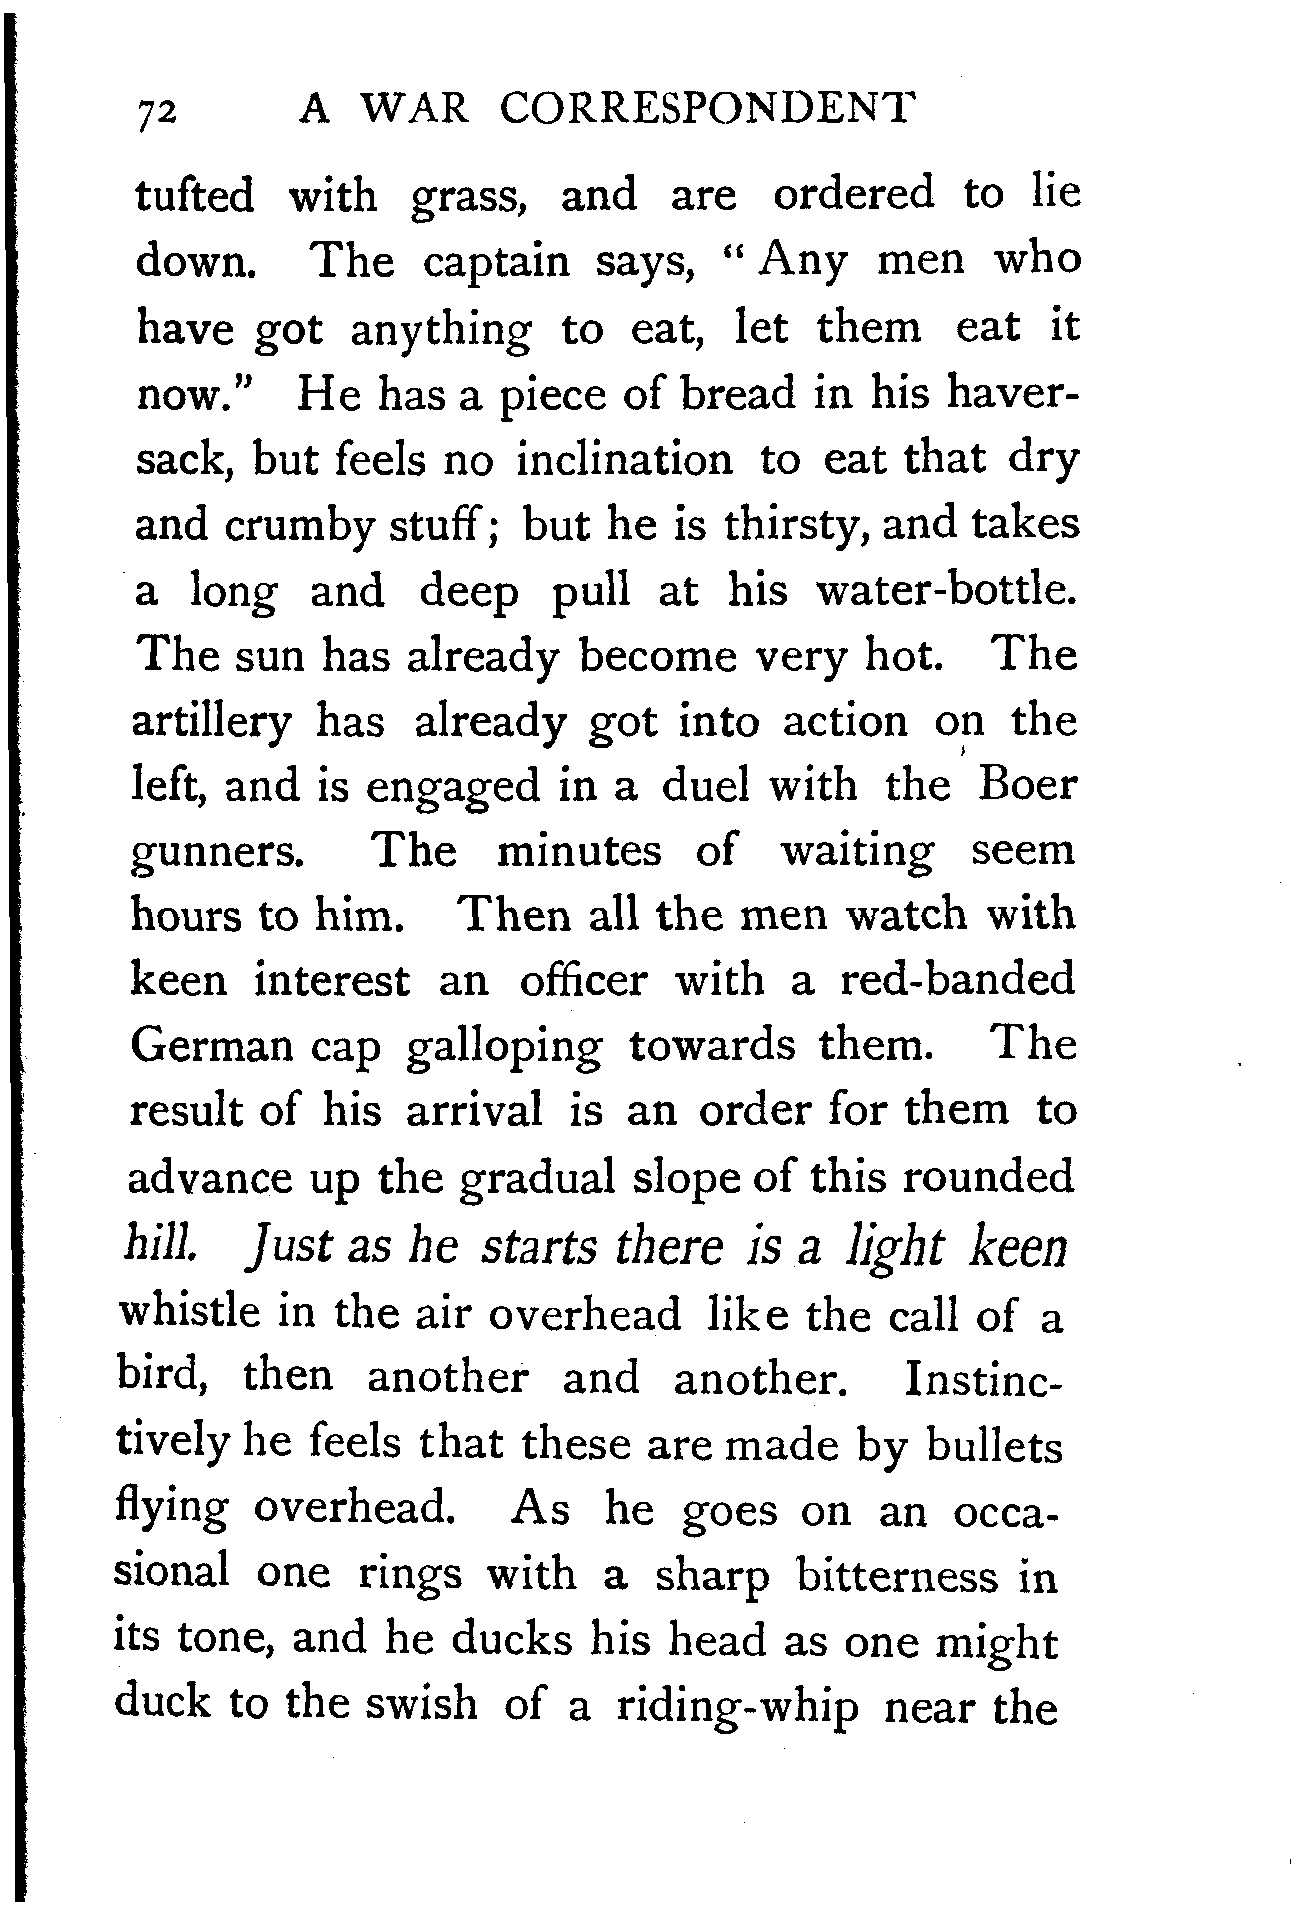 72 A WAR CORRESPONDENT
tufted with grass, and are ordered to lie
down. The captain says, “ Any men who
have got anything to eat, let them eat it
now.” He has a piece of bread in his haver-
sack, but feels no inclination to eat that dry
and crumby stuff; but he is thirsty, and takes
a long and deep pull at his water-bottle.
The sun has already become very hot. The
artillery has already got into action on the
left, and is engaged in a duel with the Boer
gunners. The minutes of waiting seem
hours to him. Then all the men watch with
keen interest an officer with a red-banded
German cap galloping towards them. The
result of his arrival is an order for them to
advance up the gradual slope of this rounded
hill. Just as he starts there is a light keen
whistle in the air overhead like the call of a
bird, then another and another. Instinc-
tively he feels that these are made by bullets
flying overhead. As he goes on an occa-
sional one rings with a sharp bitterness in
its tone, and he ducks his head as one might
duck to the swish of a riding-whip near the